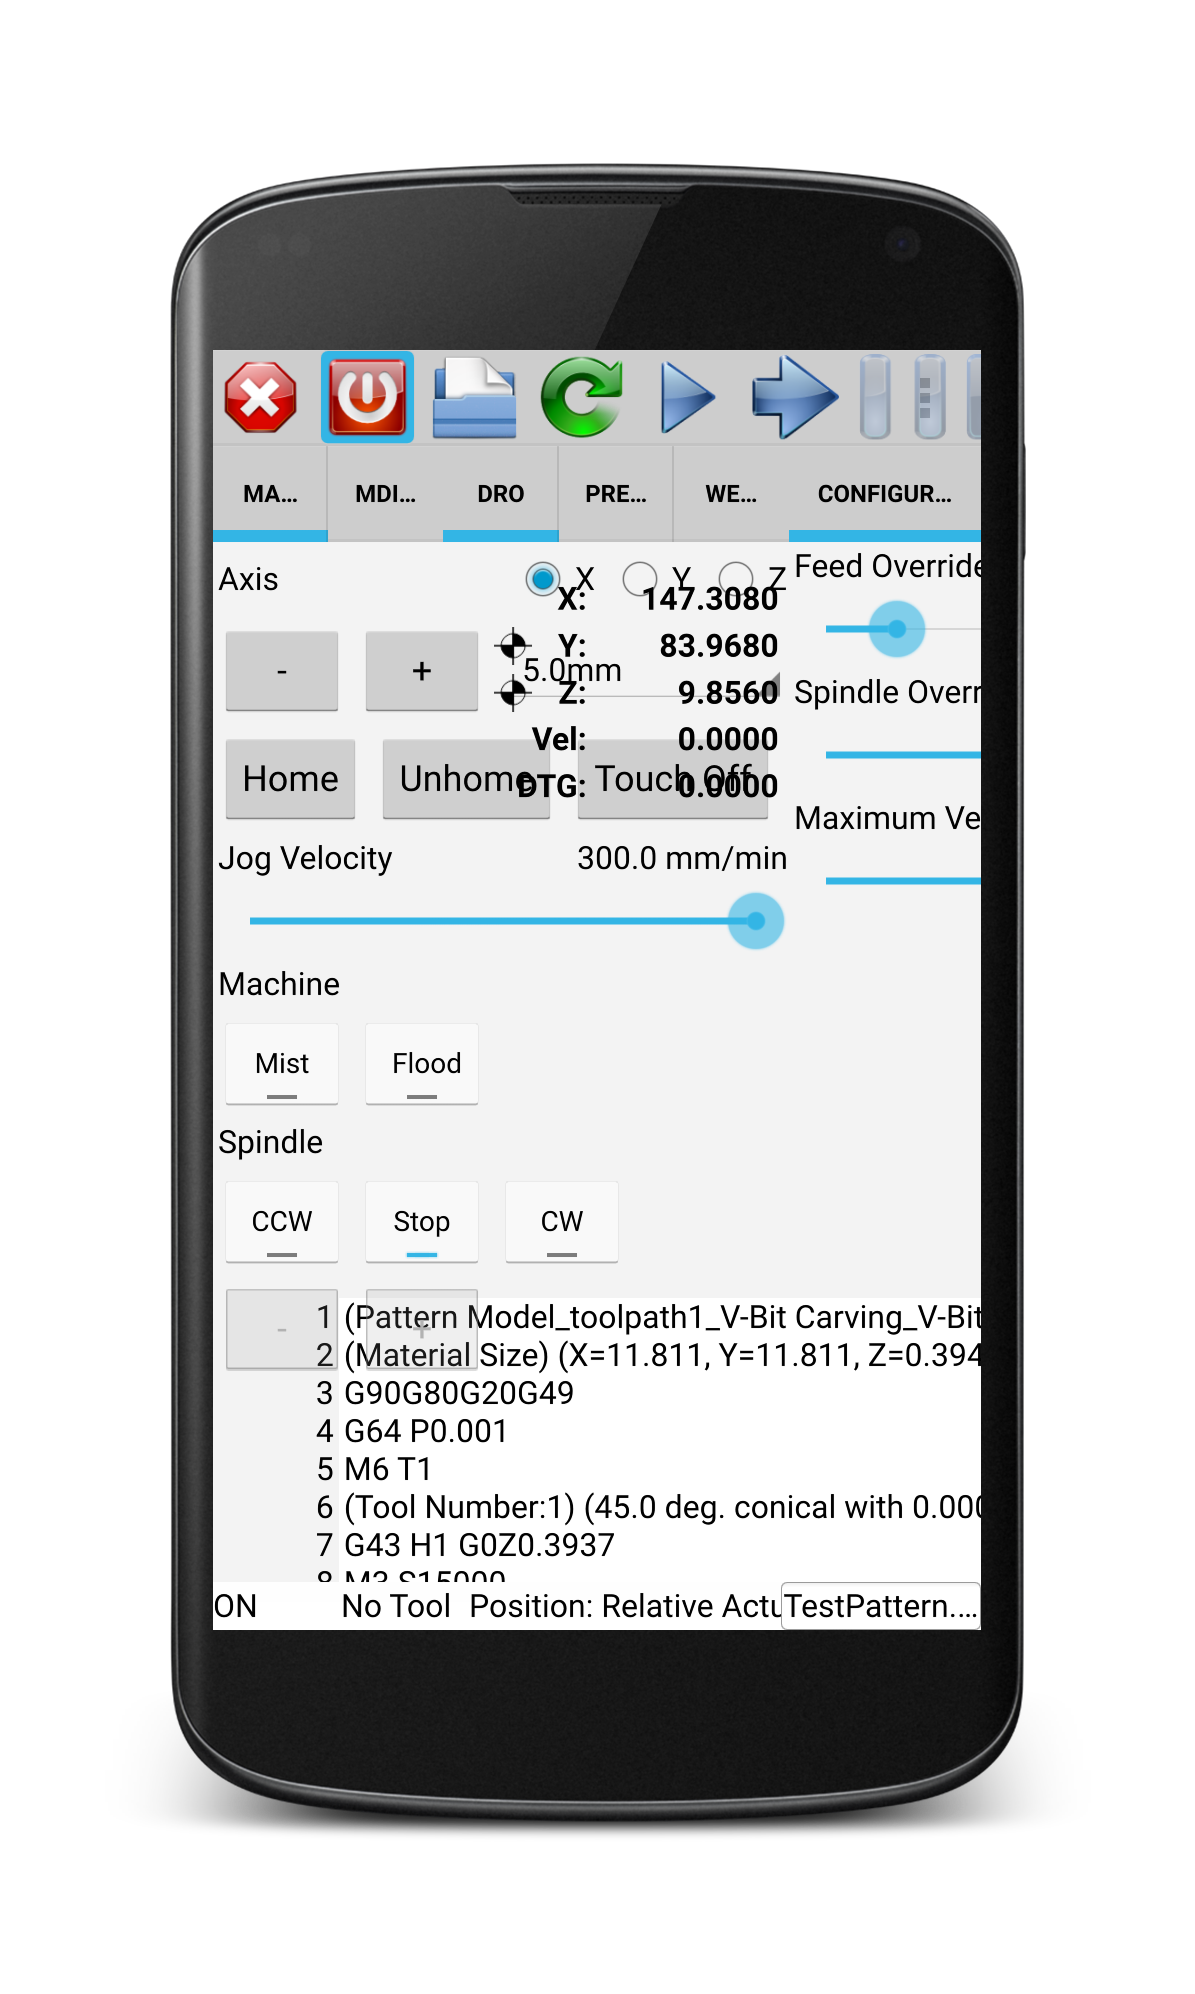 MA... MDI... DRO PRE... WE... CONFIGUR...
Axis X Y Z Feed Override
X: 147.3080
- + 5.0mm Y: 83.9680
Z: 9.8560 Spindle Overr
Vel: 0.0000
Home Unhome Touch Off
DTG: 0.0000
Maximum Ve
Jog Velocity 300.0 mm/min
Machine
Mist Flood
Spindle
CCW Stop CW
- +
1 (Pattern Model_toolpath1_V-Bit Carving_V-Bit
2 (Material Size) (X=11.811, Y=11.811, Z=0.394
3 G90G80G20G49
4 G64 P0.001
5 M6 T1
6 (Tool Number:1) (45.0 deg. conical with 0.000
7 G43 H1 G0Z0.3937
8 M3 S15000
ON No Tool Position: Relative Actu TestPattern....